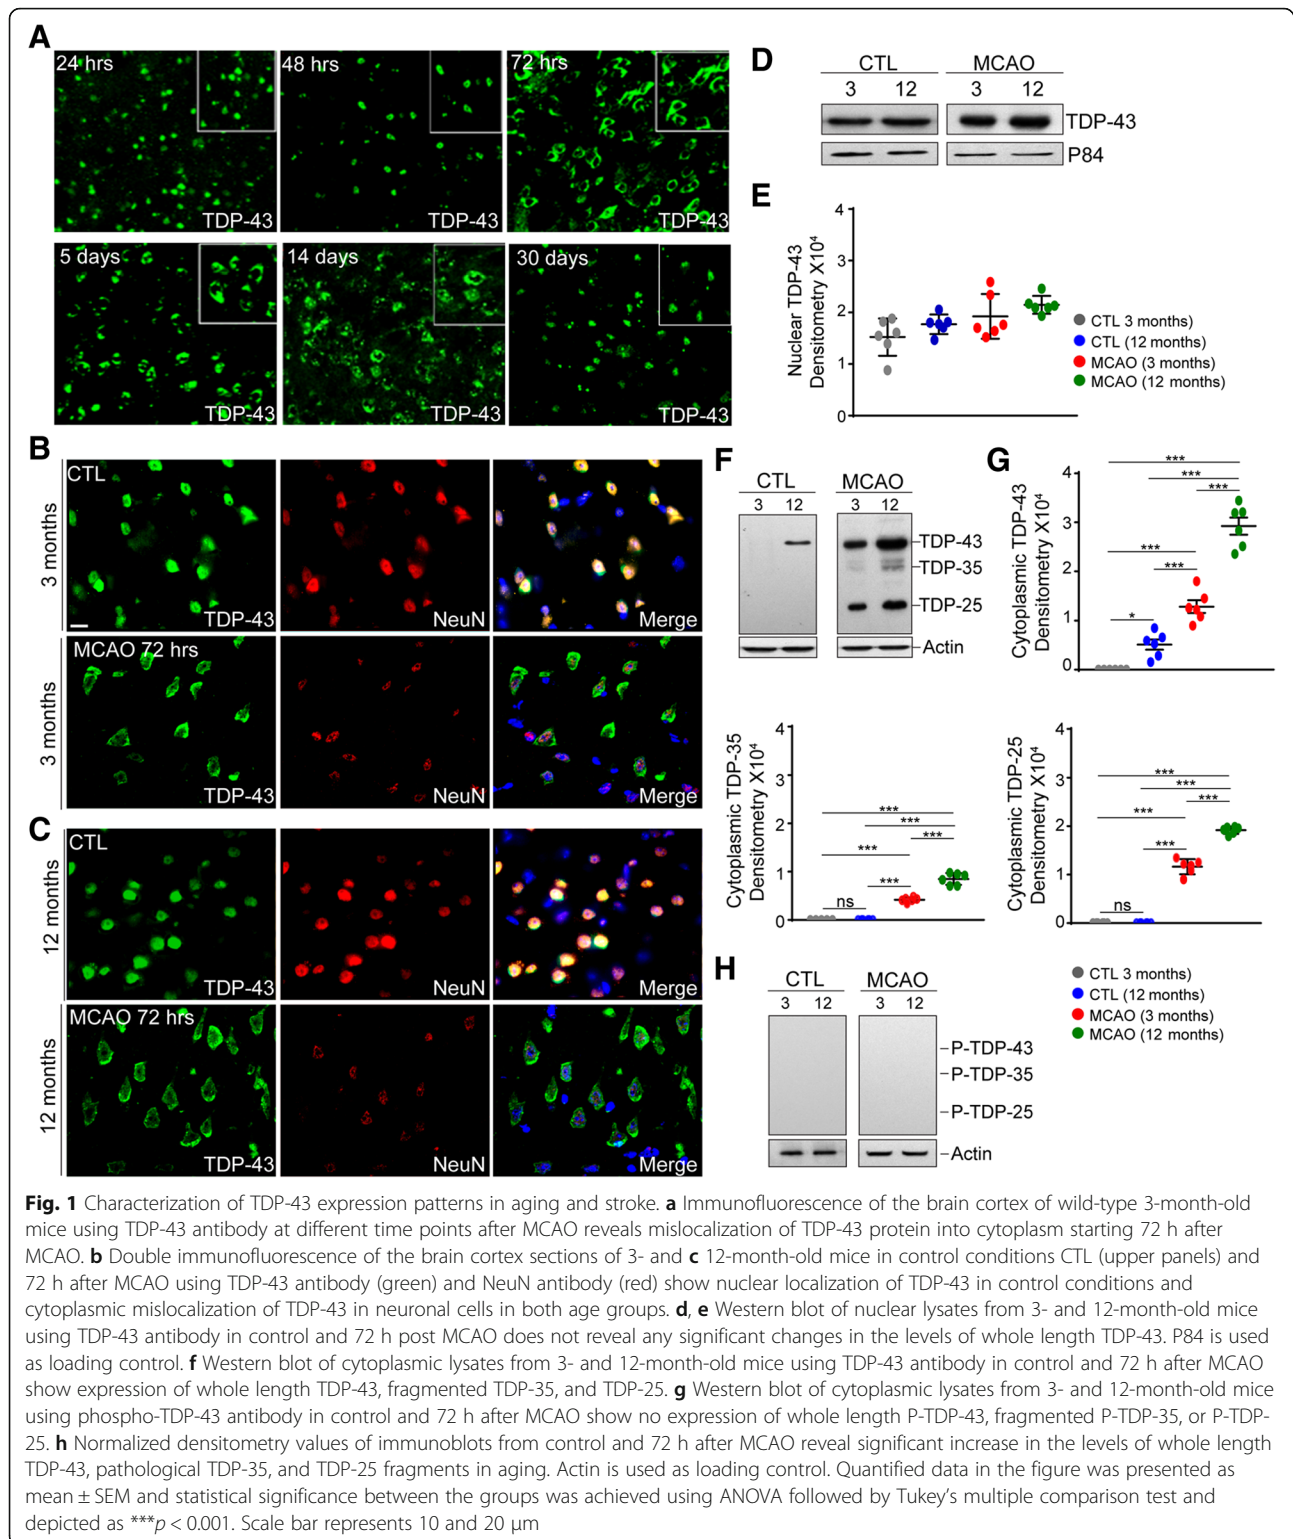 A
24 hrs
TDP-43
48 hrs
TDP-43
72 hrs
TDP-43
5 days
TDP-43
14 days
TDP-43
30 days
TDP-43
B
3 months
CTL
TDP-43
NeuN
Merge
3 months
MCAO 72 hrs
TDP-43
NeuN
Merge
C
12 months
CTL
TDP-43
NeuN
Merge
12 months
MCAO 72 hrs
TDP-43
NeuN
Merge
D
CTL MCAO
3 12 3 12
TDP-43
P84
E
Nuclear TDP-43
Densitometry X10⁴
4
3
2
1
0
CTL 3 months)
CTL (12 months)
MCAO (3 months)
MCAO (12 months)
F
CTL MCAO
3 12 3 12
TDP-43
TDP-35
TDP-25
Actin
G
Cytoplasmic TDP-43
Densitometry X10⁴
4
3
2
1
0
***
***
***
***
***
*
Cytoplasmic TDP-35
Densitometry X10⁴
4
3
2
1
0
***
***
***
***
***
ns
Cytoplasmic TDP-25
Densitometry X10⁴
4
3
2
1
0
***
***
***
***
***
ns
CTL 3 months)
CTL (12 months)
MCAO (3 months)
MCAO (12 months)
H
CTL MCAO
3 12 3 12
P-TDP-43
P-TDP-35
P-TDP-25
Actin
Fig. 1 Characterization of TDP-43 expression patterns in aging and stroke. a Immunofluorescence of the brain cortex of wild-type 3-month-old
mice using TDP-43 antibody at different time points after MCAO reveals mislocalization of TDP-43 protein into cytoplasm starting 72 h after
MCAO. b Double immunofluorescence of the brain cortex sections of 3- and c 12-month-old mice in control conditions CTL (upper panels) and
72 h after MCAO using TDP-43 antibody (green) and NeuN antibody (red) show nuclear localization of TDP-43 in control conditions and
cytoplasmic mislocalization of TDP-43 in neuronal cells in both age groups. d, e Western blot of nuclear lysates from 3- and 12-month-old mice
using TDP-43 antibody in control and 72 h post MCAO does not reveal any significant changes in the levels of whole length TDP-43. P84 is used
as loading control. f Western blot of cytoplasmic lysates from 3- and 12-month-old mice using TDP-43 antibody in control and 72 h after MCAO
show expression of whole length TDP-43, fragmented TDP-35, and TDP-25. g Western blot of cytoplasmic lysates from 3- and 12-month-old mice
using phospho-TDP-43 antibody in control and 72 h after MCAO show no expression of whole length P-TDP-43, fragmented P-TDP-35, or P-TDP-
25. h Normalized densitometry values of immunoblots from control and 72 h after MCAO reveal significant increase in the levels of whole length
TDP-43, pathological TDP-35, and TDP-25 fragments in aging. Actin is used as loading control. Quantified data in the figure was presented as
mean ± SEM and statistical significance between the groups was achieved using ANOVA followed by Tukey's multiple comparison test and
depicted as ***p < 0.001. Scale bar represents 10 and 20 μm